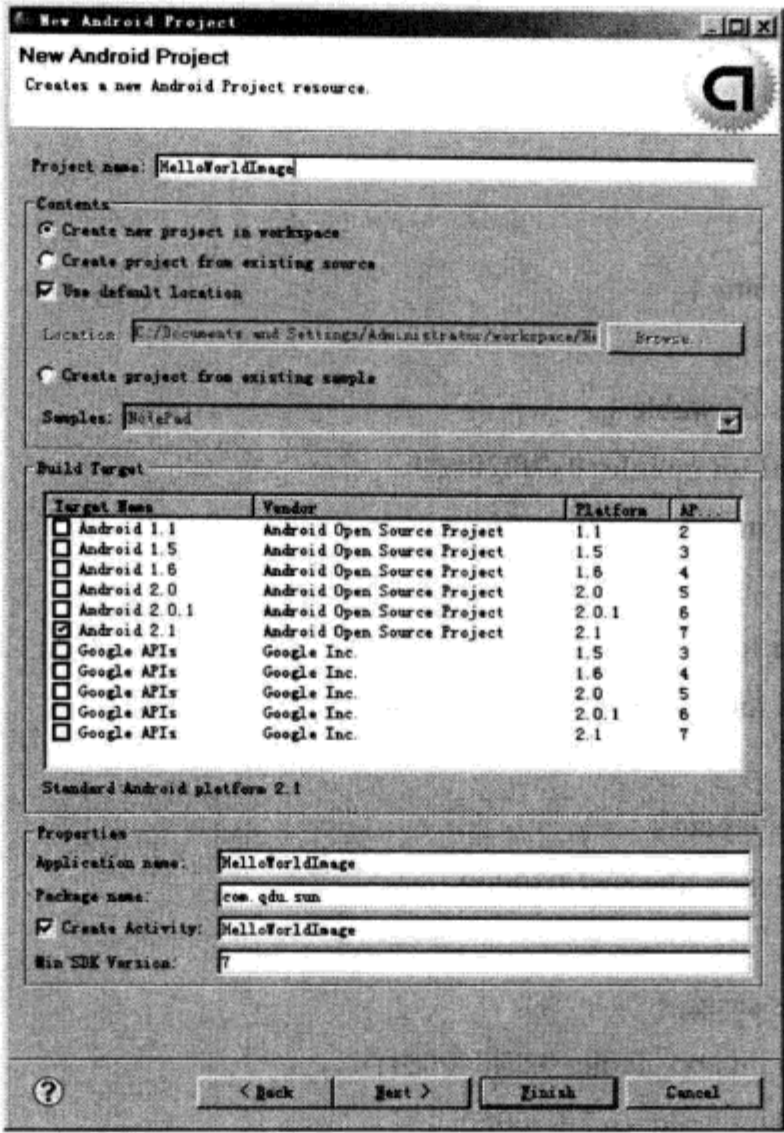 New Android Project
New Android Project
Creates a new Android Project resource.
Project name: HelloWorldImage
Contents
Create new project in workspace
Create project from existing source
Use default location
Location: C:/Documents and Settings/Administrator/workspace/He
Browse...
Create project from existing sample
Samples: NotePad
Build Target
Target Name Vendor Platform AP...
Android 1.1 Android Open Source Project 1.1 2
Android 1.5 Android Open Source Project 1.5 3
Android 1.6 Android Open Source Project 1.6 4
Android 2.0 Android Open Source Project 2.0 5
Android 2.0.1 Android Open Source Project 2.0.1 6
Android 2.1 Android Open Source Project 2.1 7
Google APIs Google Inc. 1.5 3
Google APIs Google Inc. 1.6 4
Google APIs Google Inc. 2.0 5
Google APIs Google Inc. 2.0.1 6
Google APIs Google Inc. 2.1 7
Standard Android platform 2.1
Properties
Application name: HelloWorldImage
Package name: com.qdu.sun
Create Activity: HelloWorldImage
Min SDK Version: 7
? < Back Next > Finish Cancel